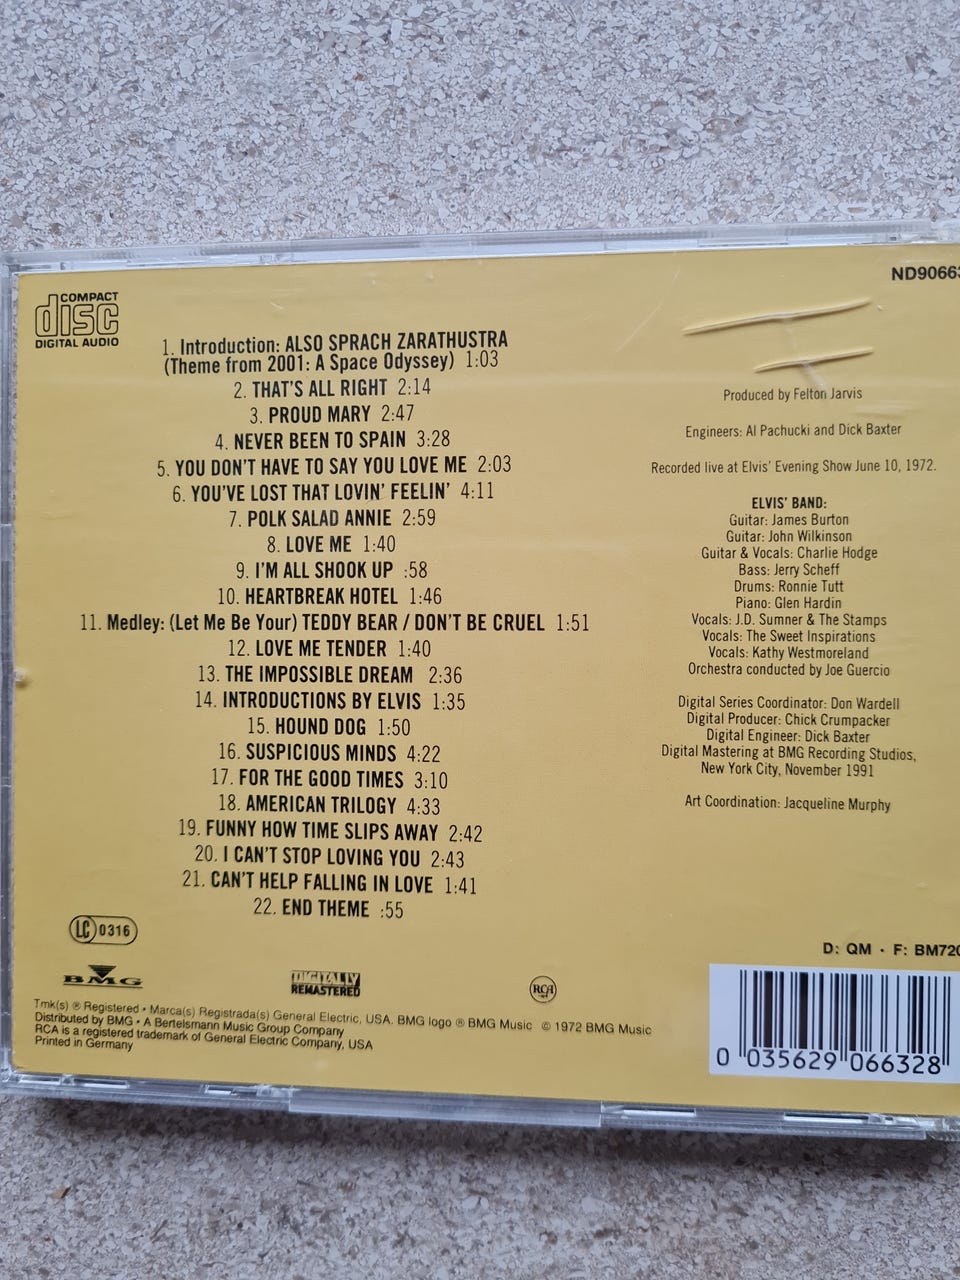 COMPACT
disc
DIGITAL AUDIO
1. Introduction: ALSO SPRACH ZARATHUSTRA
(Theme from 2001: A Space Odyssey) 1:03
2. THAT'S ALL RIGHT 2:14
3. PROUD MARY 2:47
4. NEVER BEEN TO SPAIN 3:28
5. YOU DON'T HAVE TO SAY YOU LOVE ME 2:03
6. YOU'VE LOST THAT LOVIN' FEELIN' 4:11
7. POLK SALAD ANNIE 2:59
8. LOVE ME 1:40
9. I'M ALL SHOOK UP :58
10. HEARTBREAK HOTEL 1:46
11. Medley: (Let Me Be Your) TEDDY BEAR / DON'T BE CRUEL 1:51
12. LOVE ME TENDER 1:40
13. THE IMPOSSIBLE DREAM 2:36
14. INTRODUCTIONS BY ELVIS 1:35
15. HOUND DOG 1:50
16. SUSPICIOUS MINDS 4:22
17. FOR THE GOOD TIMES 3:10
18. AMERICAN TRILOGY 4:33
19. FUNNY HOW TIME SLIPS AWAY 2:42
20. I CAN'T STOP LOVING YOU 2:43
21. CAN'T HELP FALLING IN LOVE 1:41
22. END THEME :55
ND90663
Produced by Felton Jarvis
Engineers: Al Pachucki and Dick Baxter
Recorded live at Elvis' Evening Show June 10, 1972.
ELVIS' BAND:
Guitar: James Burton
Guitar: John Wilkinson
Guitar & Vocals: Charlie Hodge
Bass: Jerry Scheff
Drums: Ronnie Tutt
Piano: Glen Hardin
Vocals: J.D. Sumner & The Stamps
Vocals: The Sweet Inspirations
Vocals: Kathy Westmoreland
Orchestra conducted by Joe Guercio
Digital Series Coordinator: Don Wardell
Digital Producer: Chick Crumpacker
Digital Engineer: Dick Baxter
Digital Mastering at BMG Recording Studios,
New York City, November 1991
Art Coordination: Jacqueline Murphy
LC 0316
BMG
DIGITALLY
REMASTERED
RCA
D: QM · F: BM720
0 035629 066328
Tmk(s) ® Registered • Marca(s) Registrada(s) General Electric, USA. BMG logo ® BMG Music © 1972 BMG Music
Distributed by BMG • A Bertelsmann Music Group Company
RCA is a registered trademark of General Electric Company, USA
Printed in Germany